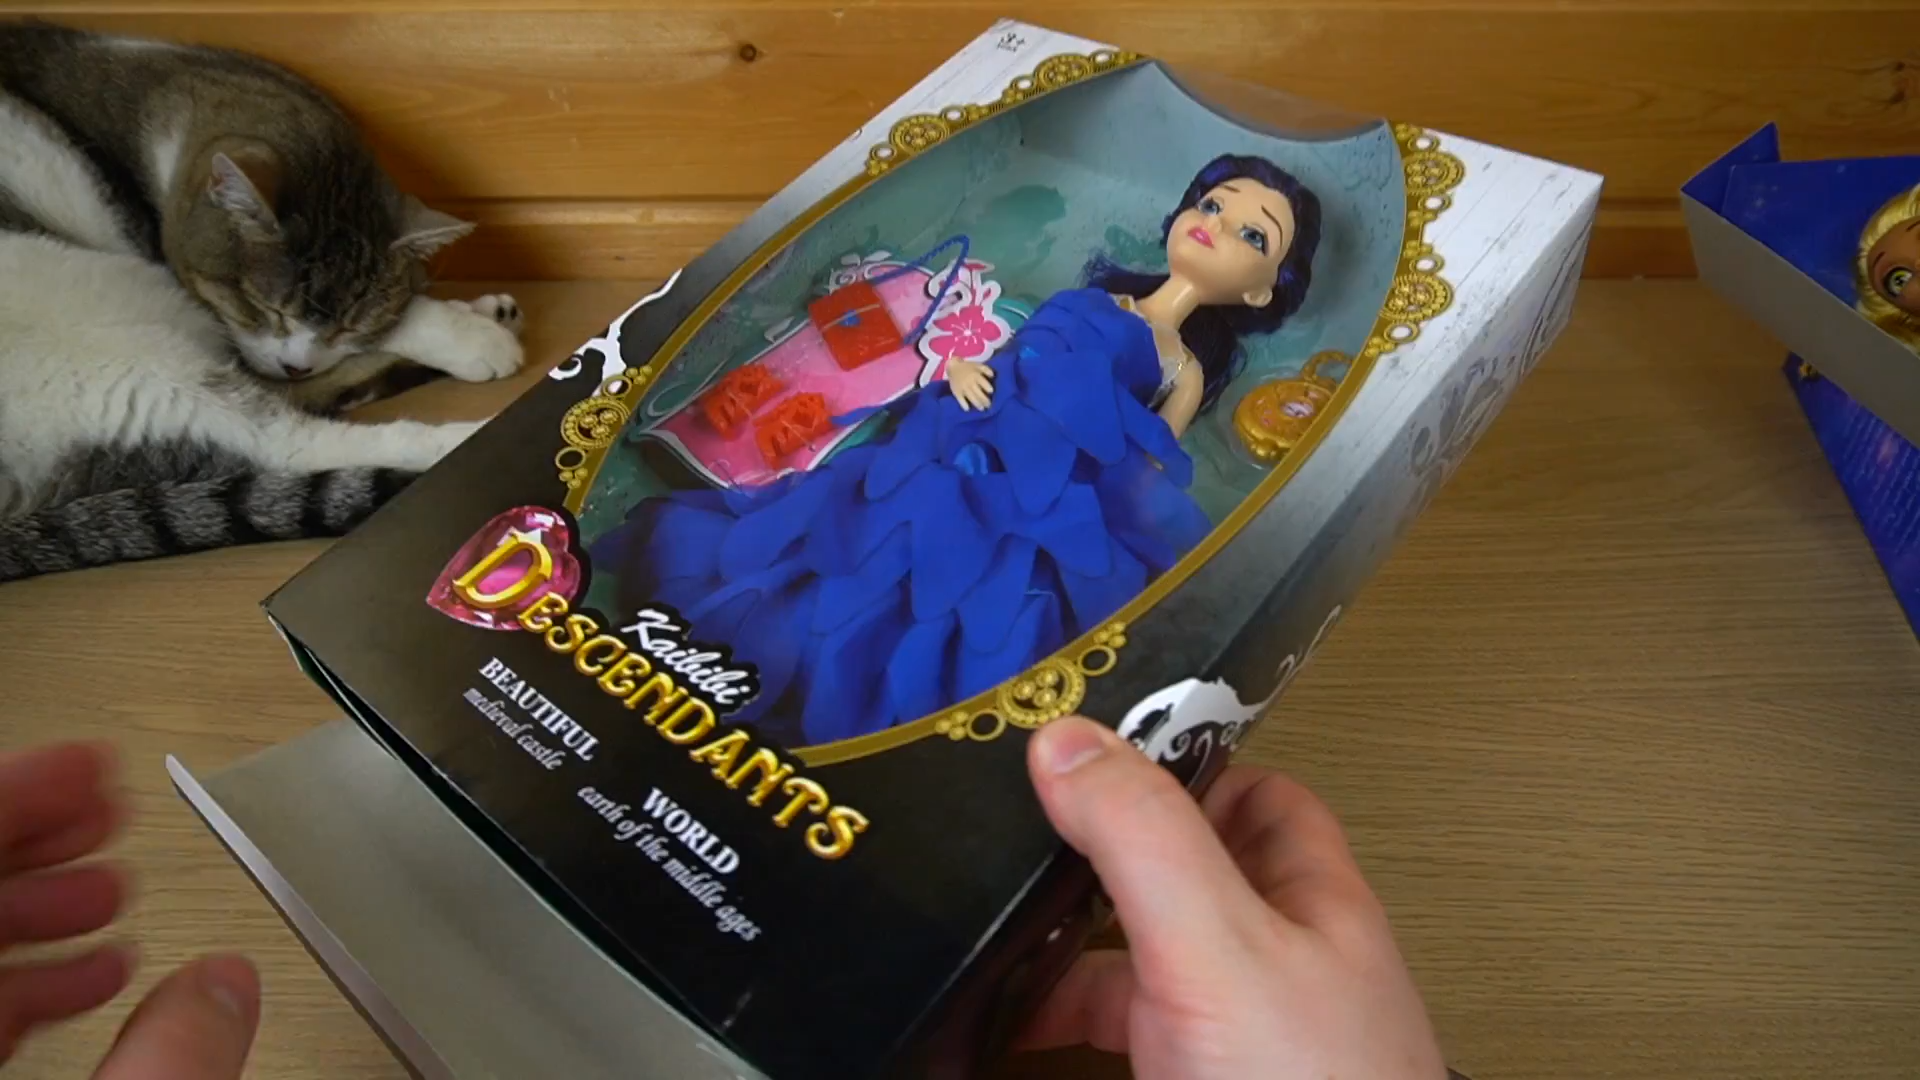 3+
Kaibibi
DESCENDANTS
BEAUTIFUL
medieval castle
WORLD
earth of the middle ages